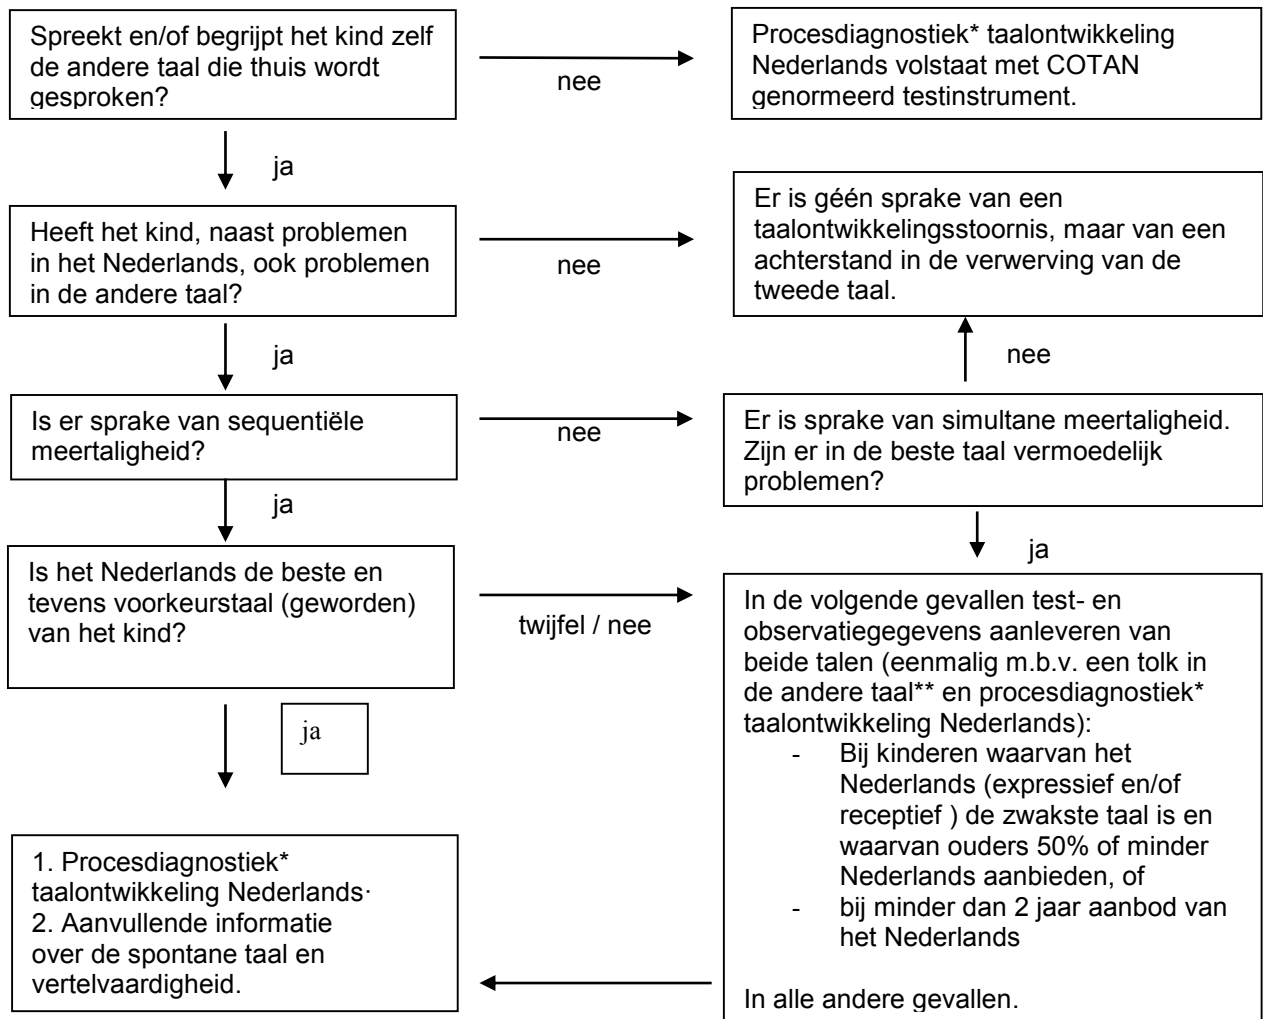 Spreekt en/of begrijpt het kind zelf
de andere taal die thuis wordt
gesproken?
nee
Procesdiagnostiek* taalontwikkeling
Nederlands volstaat met COTAN
genormeerd testinstrument.
ja
Heeft het kind, naast problemen
in het Nederlands, ook problemen
in de andere taal?
nee
Er is géén sprake van een
taalontwikkelingsstoornis, maar van een
achterstand in de verwerving van de
tweede taal.
ja
nee
Is er sprake van sequentiële
meertaligheid?
nee
Er is sprake van simultane meertaligheid.
Zijn er in de beste taal vermoedelijk
problemen?
ja
ja
Is het Nederlands de beste en
tevens voorkeurstaal (geworden)
van het kind?
twijfel / nee
In de volgende gevallen test- en
observatiegegevens aanleveren van
beide talen (eenmalig m.b.v. een tolk in
de andere taal** en procesdiagnostiek*
taalontwikkeling Nederlands):
- Bij kinderen waarvan het
Nederlands (expressief en/of
receptief ) de zwakste taal is en
waarvan ouders 50% of minder
Nederlands aanbieden, of
- bij minder dan 2 jaar aanbod van
het Nederlands
In alle andere gevallen.
ja
1. Procesdiagnostiek*
taalontwikkeling Nederlands·
2. Aanvullende informatie
over de spontane taal en
vertelvaardigheid.